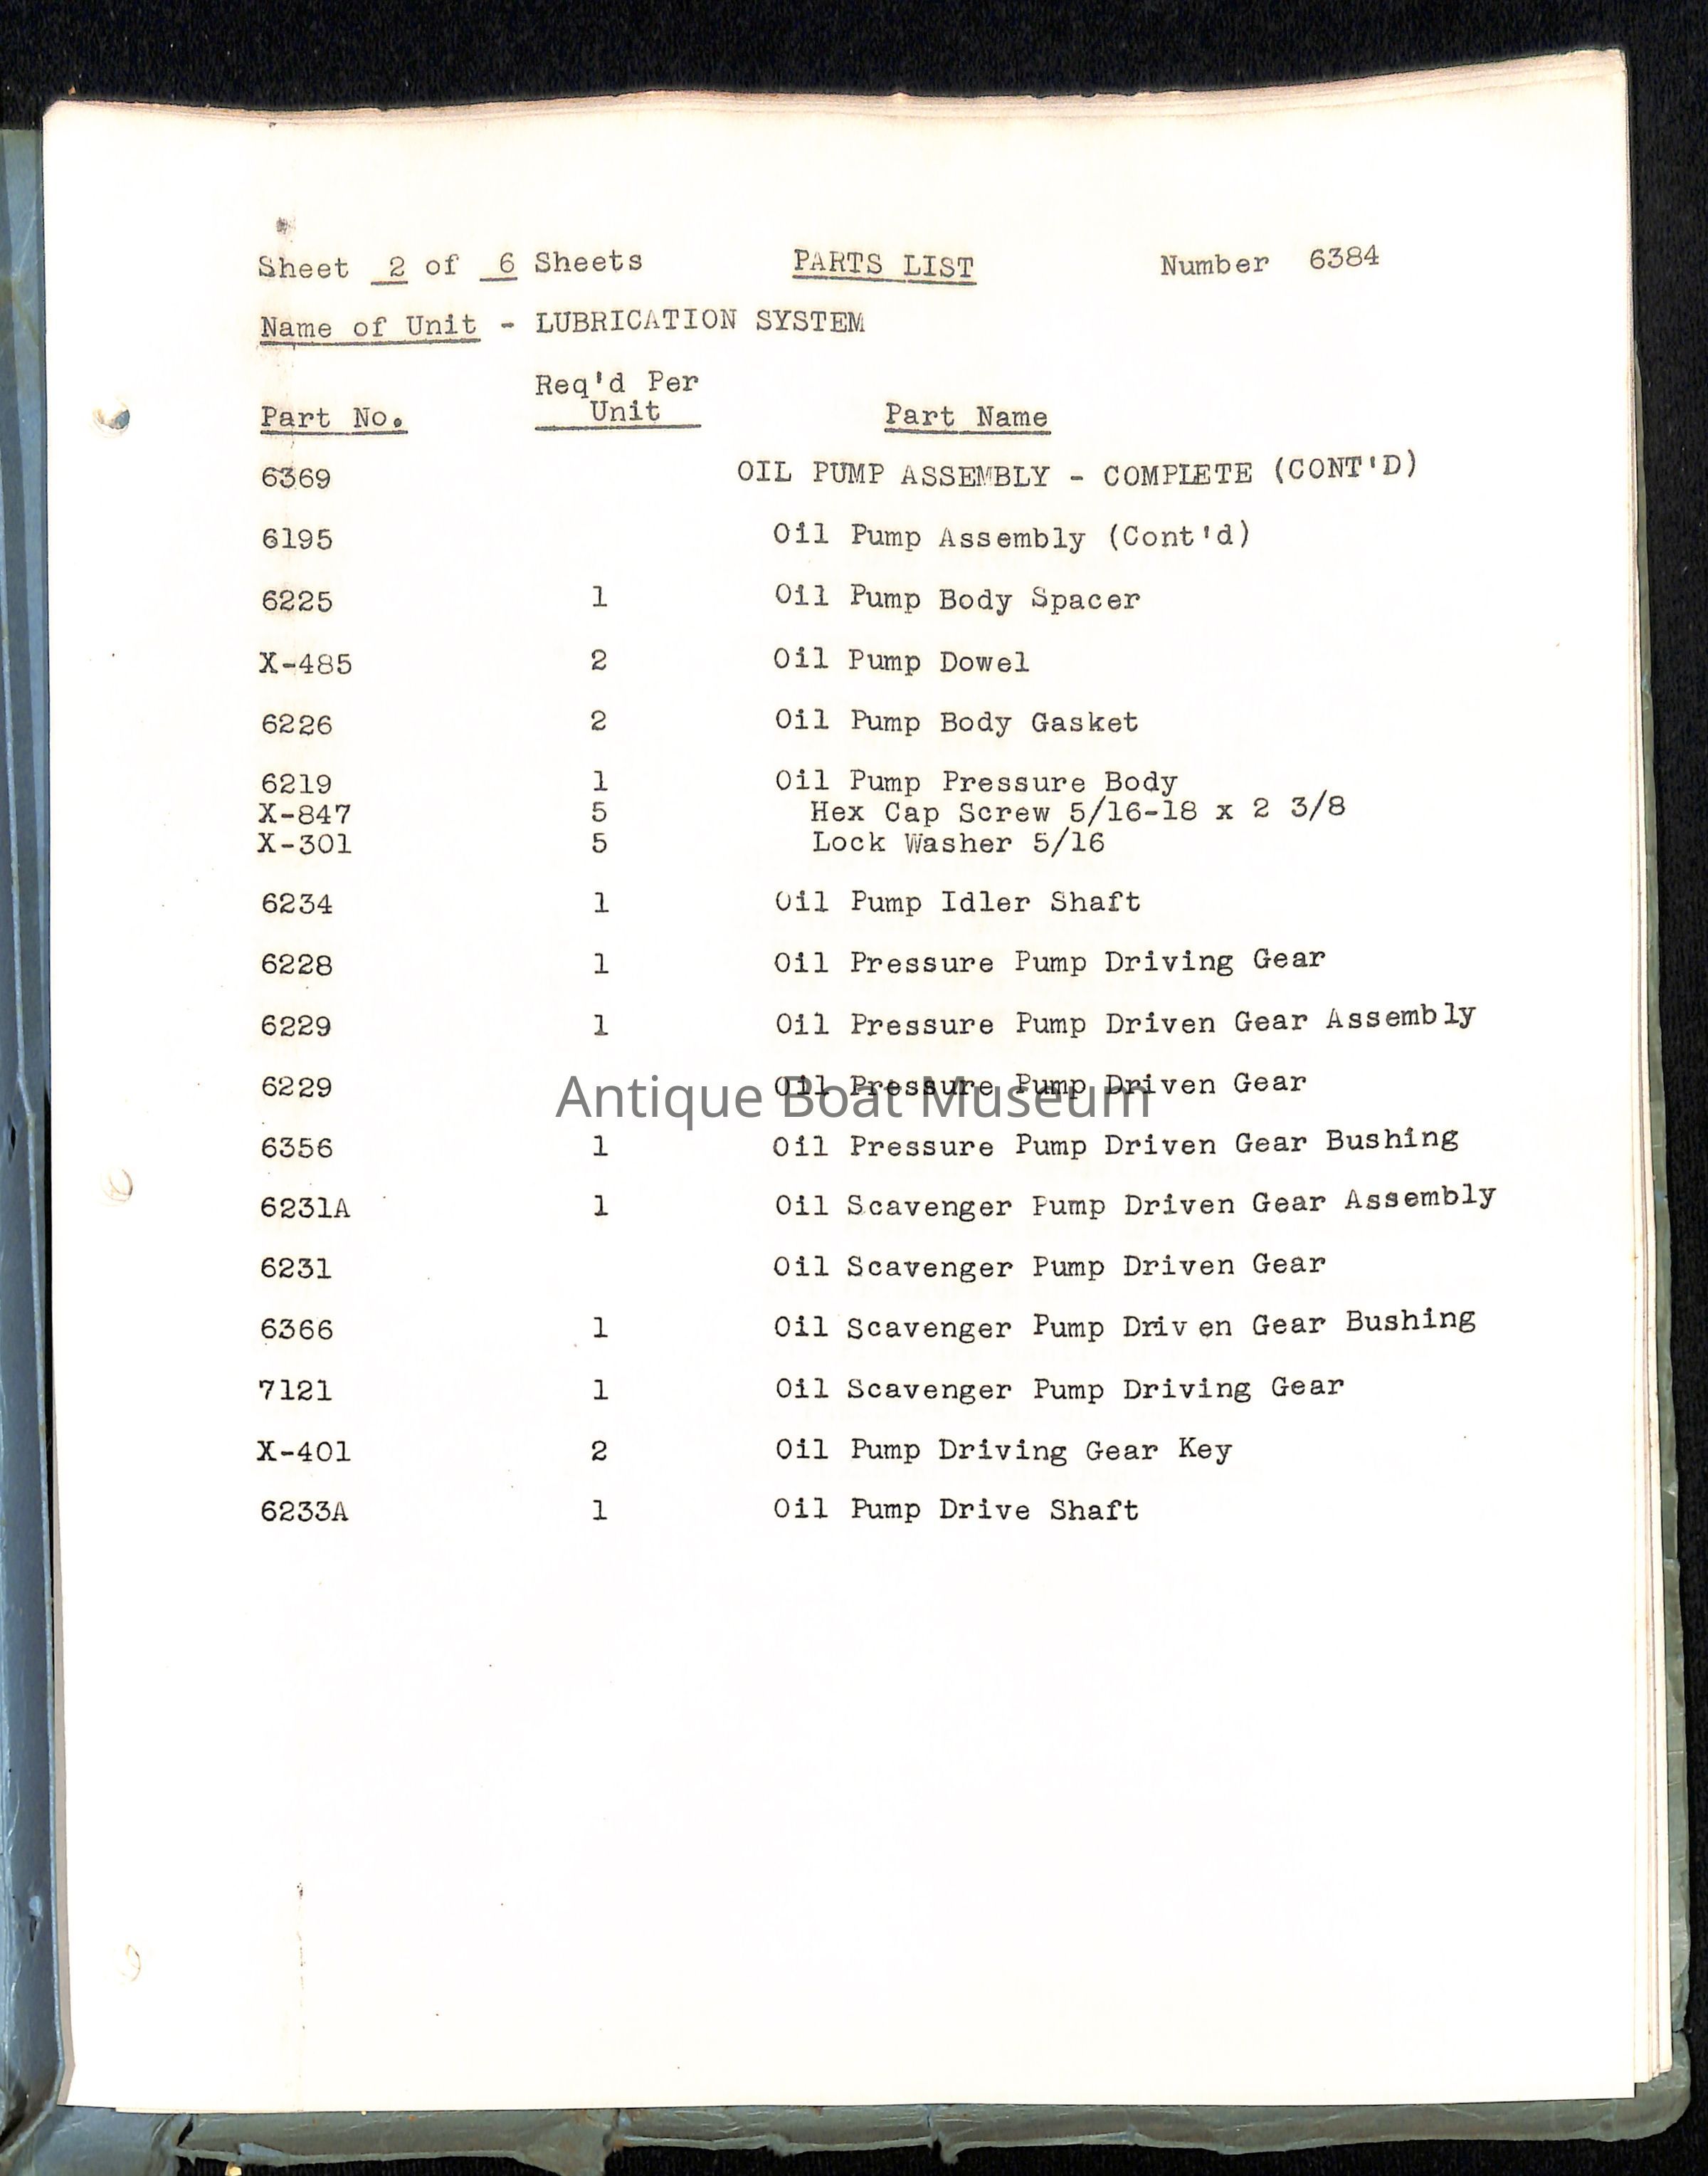 Sheet 2 of 6 Sheets PARTS LIST Number 6384
Name of Unit - LUBRICATION SYSTEM
Req'd Per
Part No. Unit Part Name
6369 OIL PUMP ASSEMBLY - COMPLETE (CONT'D)
6195 Oil Pump Assembly (Cont'd)
6225 1 Oil Pump Body Spacer
X-485 2 Oil Pump Dowel
6226 2 Oil Pump Body Gasket
6219 1 Oil Pump Pressure Body
X-847 5 Hex Cap Screw 5/16-18 x 2 3/8
X-301 5 Lock Washer 5/16
6234 1 Oil Pump Idler Shaft
6228 1 Oil Pressure Pump Driving Gear
6229 1 Oil Pressure Pump Driven Gear Assembly
6229 Oil Pressure Pump Driven Gear
Antique Boat Museum
6356 1 Oil Pressure Pump Driven Gear Bushing
6231A 1 Oil Scavenger Pump Driven Gear Assembly
6231 Oil Scavenger Pump Driven Gear
6366 1 Oil Scavenger Pump Driv en Gear Bushing
7121 1 Oil Scavenger Pump Driving Gear
X-401 2 Oil Pump Driving Gear Key
6233A 1 Oil Pump Drive Shaft